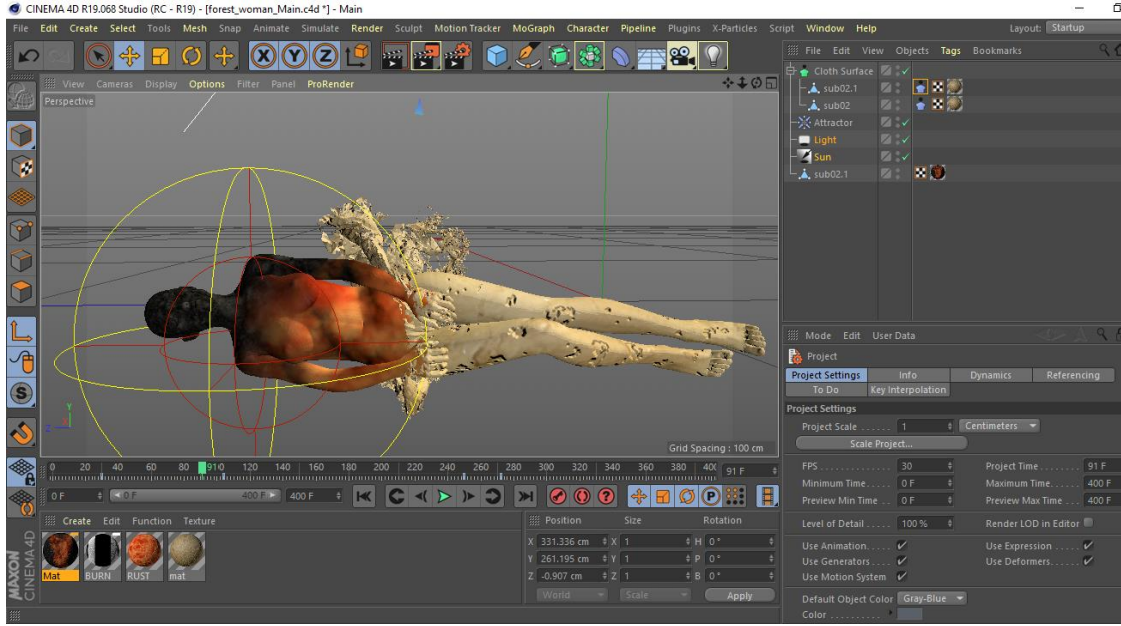 CINEMA 4D R19.068 Studio (RC - R19) - [forest_woman_Main.c4d *] - Main
File Edit Create Select Tools Mesh Snap Animate Simulate Render Sculpt Motion Tracker MoGraph Character Pipeline Plugins X-Particles Script Window Help Layout: Startup
X Y Z
File Edit View Objects Tags Bookmarks
View Cameras Display Options Filter Panel ProRender
Perspective
Cloth Surface
sub02.1
sub02
Attractor
Light
Sun
sub02.1
Y
Z X
Grid Spacing : 100 cm
Mode Edit User Data
Project
Project Settings Info Dynamics Referencing
To Do Key Interpolation
Project Settings
Project Scale ...... 1 Centimeters
Scale Project...
FPS 30 Project Time 91 F
Minimum Time 0 F Maximum Time 400 F
Preview Min Time 0 F Preview Max Time 400 F
Level of Detail 100 % Render LOD in Editor
Use Animation Use Expression
Use Generators Use Deformers
Use Motion System
Default Object Color Gray-Blue
Color
0 20 40 60 80 910 120 140 160 180 200 220 240 260 280 300 320 340 360 380 400 91 F
0 F 0 F 400 F 400 F
Create Edit Function Texture
Mat BURN RUST mat
Position Size Rotation
X 331.336 cm X 1 H 0 °
Y 261.195 cm Y 1 P 0 °
Z -0.907 cm Z 1 B 0 °
World Scale Apply
MAXON
CINEMA 4D